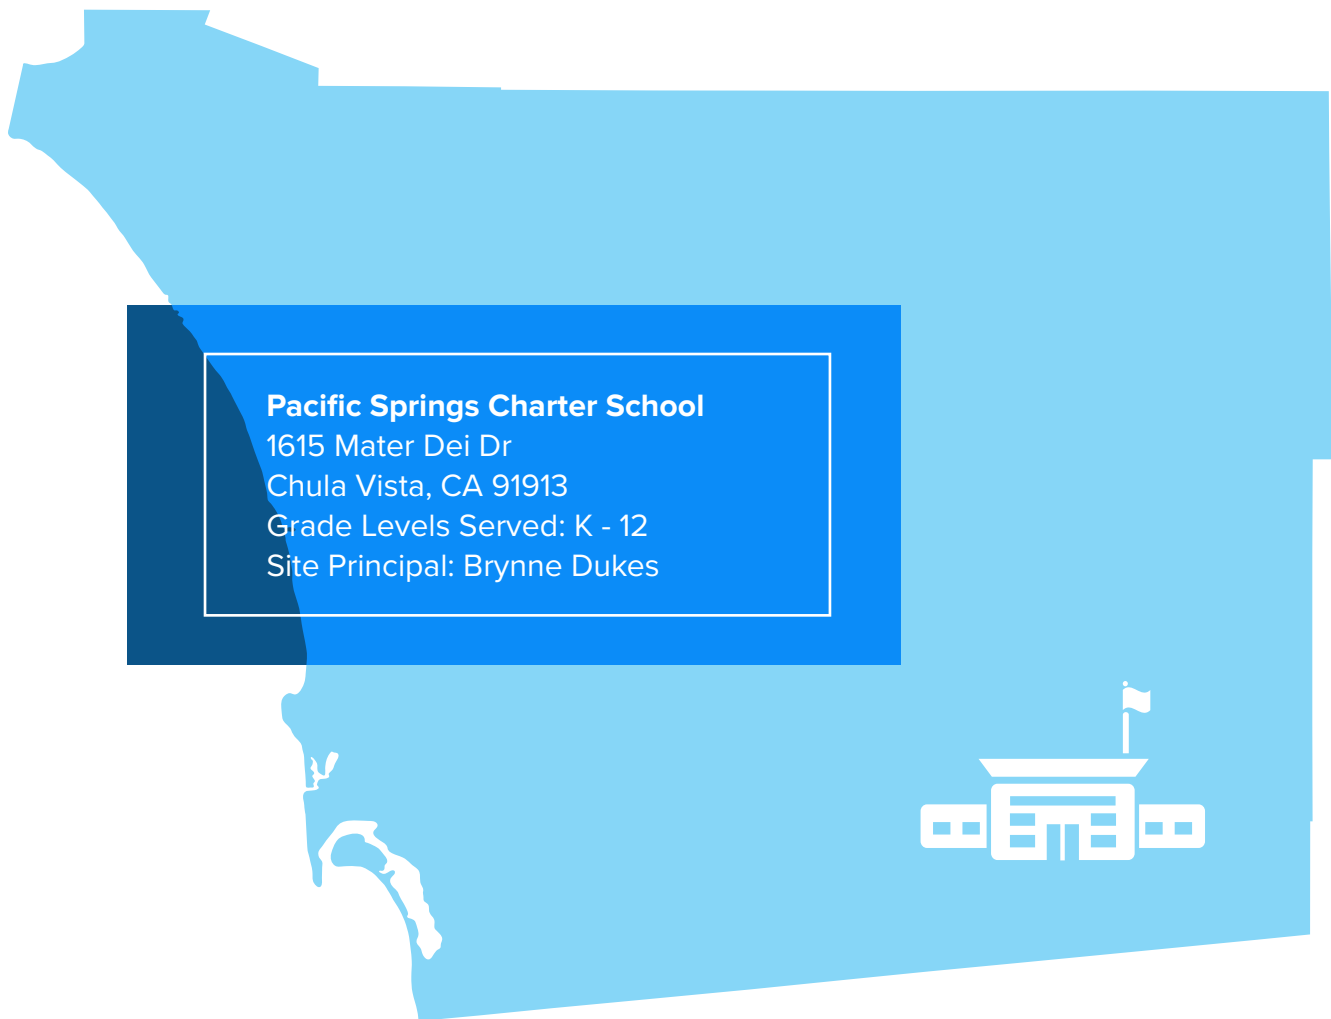 Pacific Springs Charter School
1615 Mater Dei Dr
Chula Vista, CA 91913
Grade Levels Served: K - 12
Site Principal: Brynne Dukes